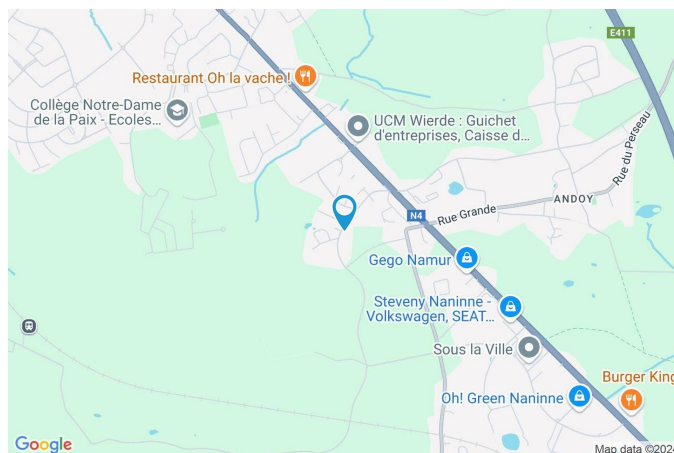 E411
Restaurant Oh la vache !
Collège Notre-Dame
de la Paix - Ecoles...
UCM Wierde : Guichet
d'entreprises, Caisse d...
Rue du Perseau
ANDOY
Rue Grande
N4
Gego Namur
Steveny Naninne -
Volkswagen, SEAT...
Sous la Ville
Burger King
Oh! Green Naninne
Google
Map data ©2024